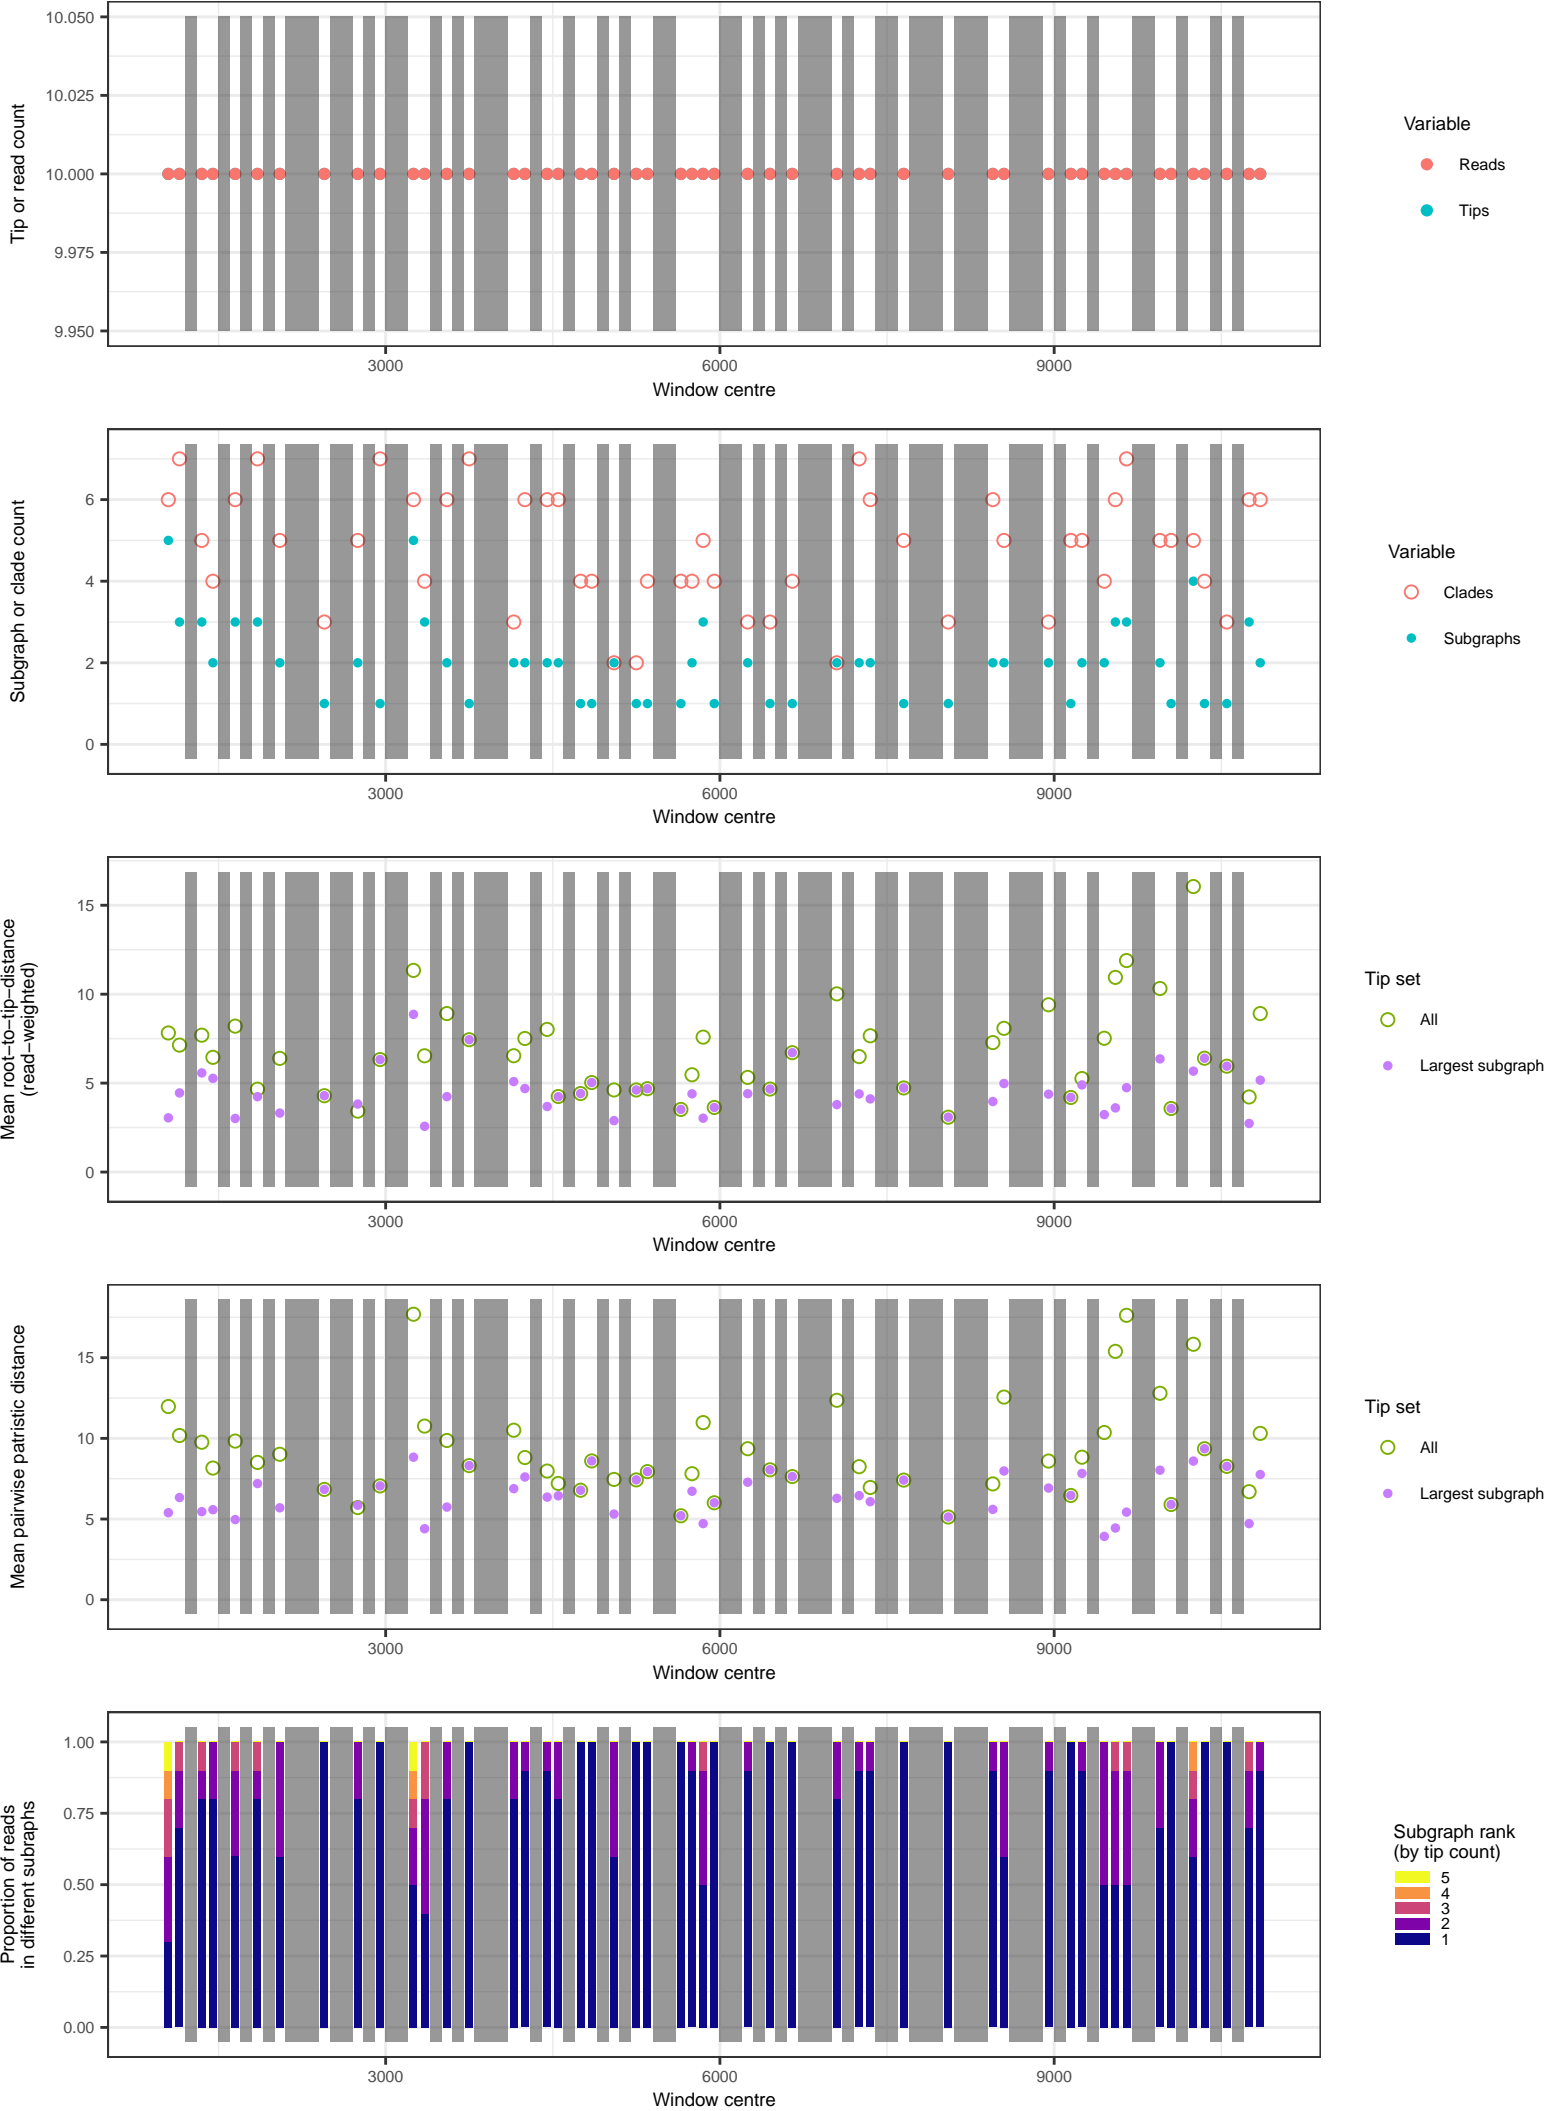 10.050
10.025
10.000
9.975
9.950
Tip or read count
3000
6000
9000
Window centre
Variable
Reads
Tips
6
4
2
0
Subgraph or clade count
3000
6000
9000
Window centre
Variable
Clades
Subgraphs
15
10
5
0
Mean root−to−tip−distance
(read−weighted)
3000
6000
9000
Window centre
Tip set
All
Largest subgraph
15
10
5
0
Mean pairwise patristic distance
3000
6000
9000
Window centre
Tip set
All
Largest subgraph
1.00
0.75
0.50
0.25
0.00
Proportion of reads
in different subraphs
3000
6000
9000
Window centre
Subgraph rank
(by tip count)
5
4
3
2
1